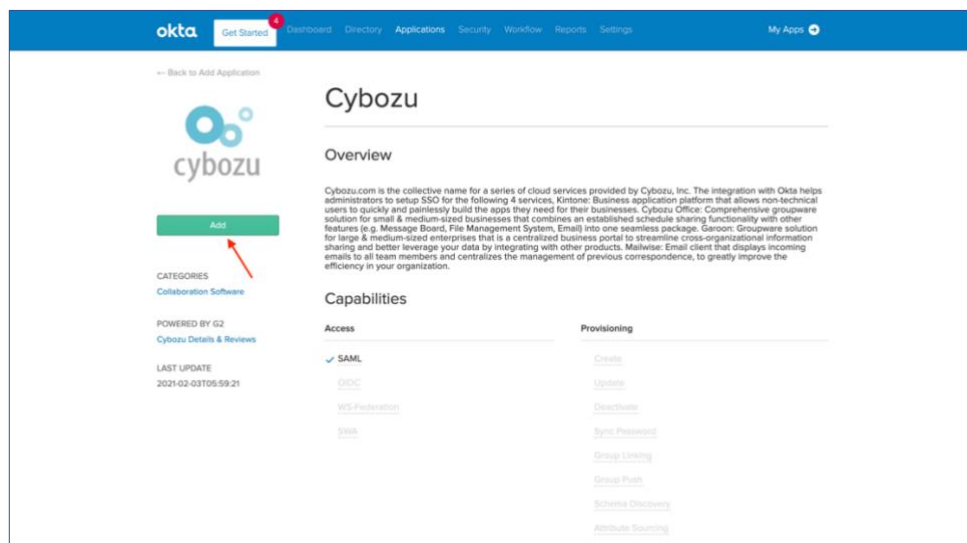 okta
Get Started
4
Dashboard Directory Applications Security Workflow Reports Settings
My Apps
← Back to Add Application
cybozu
Add
CATEGORIES
Collaboration Software
POWERED BY G2
Cybozu Details & Reviews
LAST UPDATE
2021-02-03T05:59:21
Cybozu
Overview
Cybozu.com is the collective name for a series of cloud services provided by Cybozu, Inc. The integration with Okta helps
administrators to setup SSO for the following 4 services, Kintone: Business application platform that allows non-technical
users to quickly and painlessly build the apps they need for their businesses. Cybozu Office: Comprehensive groupware
solution for small & medium-sized businesses that combines an established schedule sharing functionality with other
features (e.g. Message Board, File Management System, Email) into one seamless package. Garoon: Groupware solution
for large & medium-sized enterprises that is a centralized business portal to streamline cross-organizational information
sharing and better leverage your data by integrating with other products. Mailwise: Email client that displays incoming
emails to all team members and centralizes the management of previous correspondence, to greatly improve the
efficiency in your organization.
Capabilities
Access
SAML
OIDC
WS-Federation
SWA
Provisioning
Create
Update
Deactivate
Sync Password
Group Linking
Group Push
Schema Discovery
Attribute Sourcing